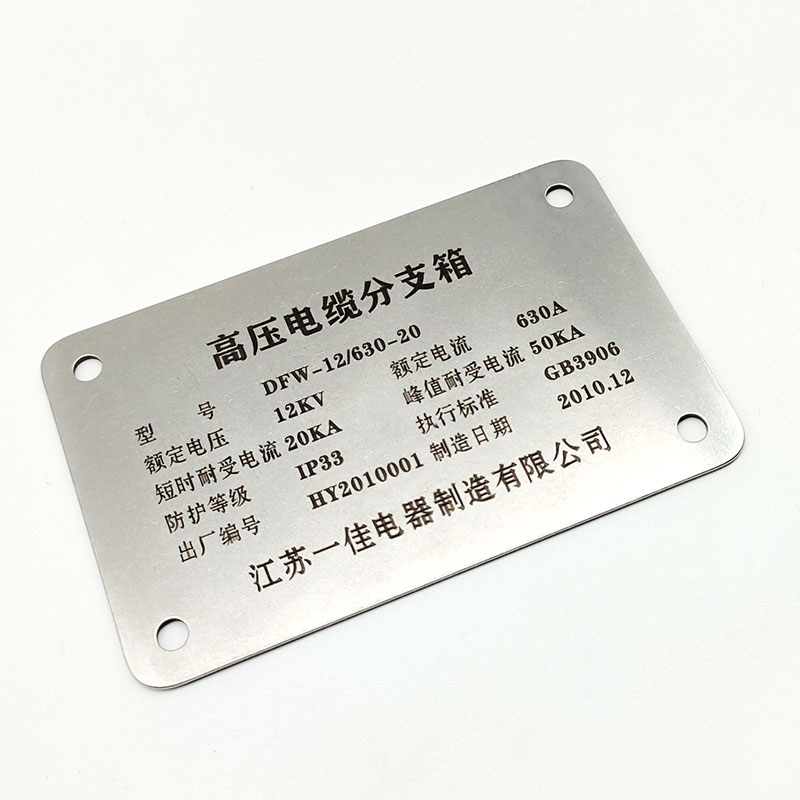 高压电缆分支箱
型 号 DFW-12/630-20
额定电压 12KV 额定电流 630A
短时耐受电流 20KA 峰值耐受电流 50KA
防护等级 IP33 执行标准 GB3906
出厂编号 HY2010001 制造日期 2010.12
江苏一佳电器制造有限公司